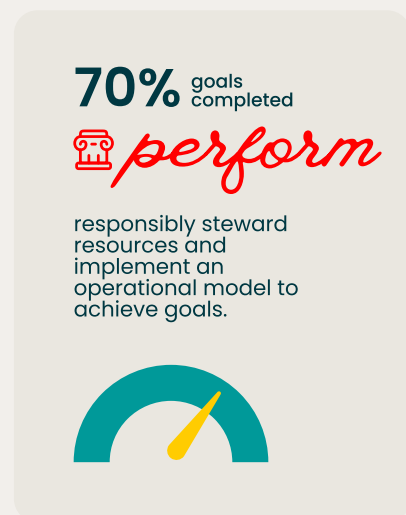 70% goals
completed
perform
responsibly steward
resources and
implement an
operational model to
achieve goals.